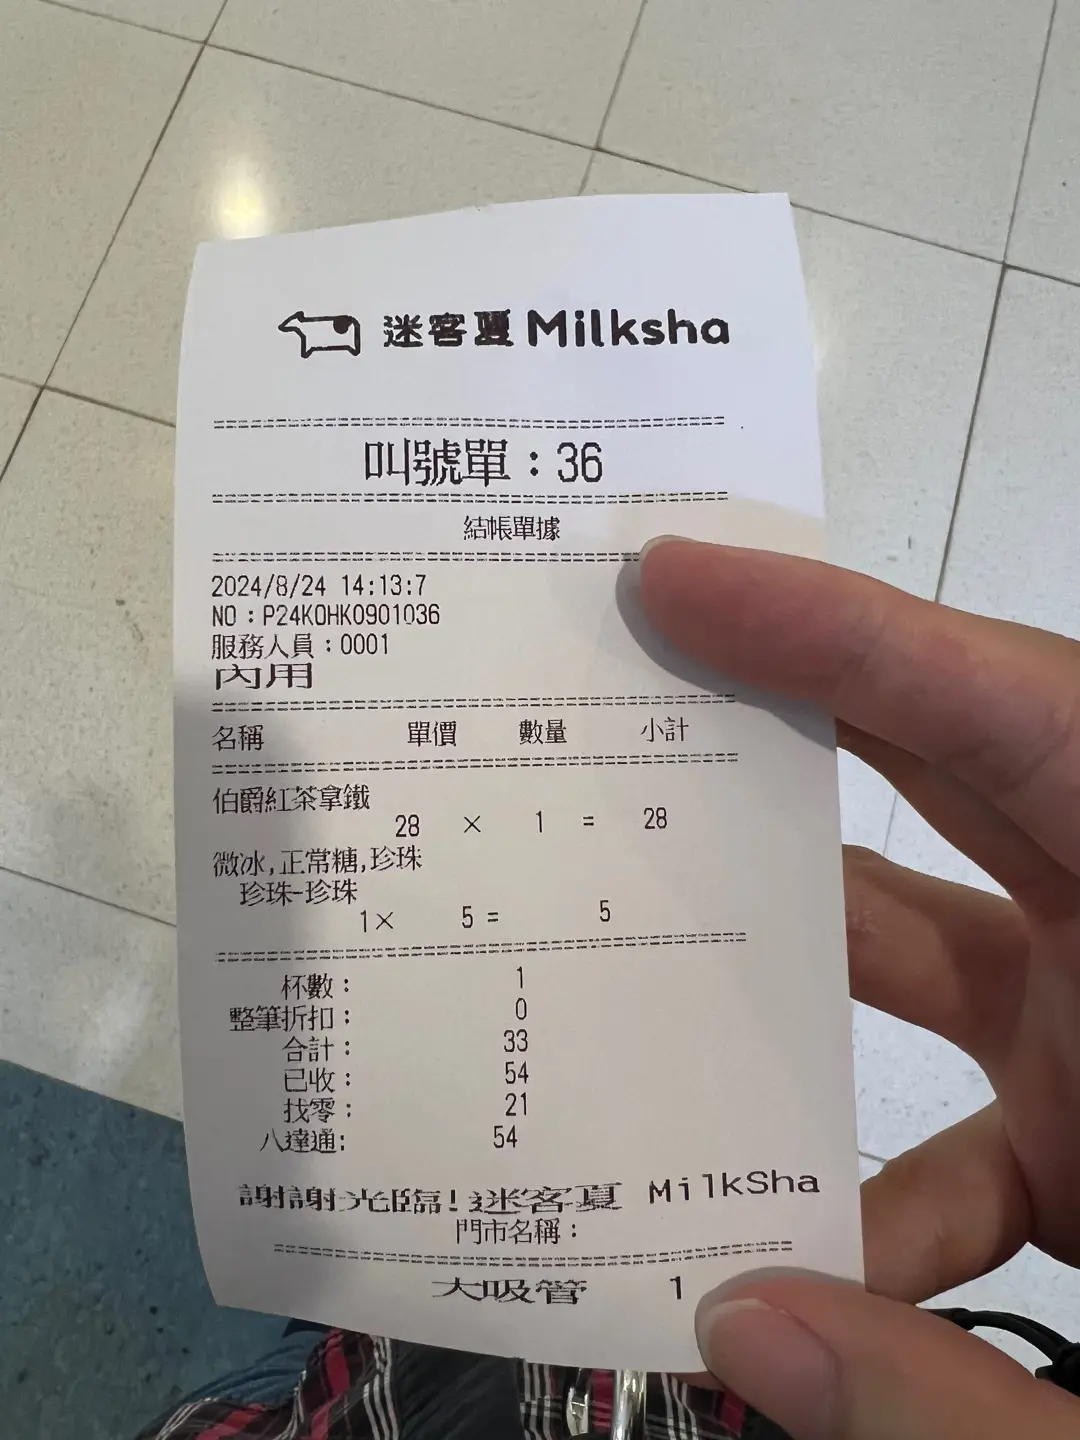 迷客夏 Milksha
叫號單：36
結帳單據
2024/8/24 14:13:7
NO：P24KOHK0901036
服務人員：0001
內用
名稱 單價 數量 小計
伯爵紅茶拿鐵
28 × 1 = 28
微冰,正常糖,珍珠
珍珠-珍珠
1× 5 = 5
杯數： 1
整筆折扣： 0
合計： 33
已收： 54
找零： 21
八達通: 54
謝謝光臨!迷客夏 MilkSha
門市名稱：
大吸管 1